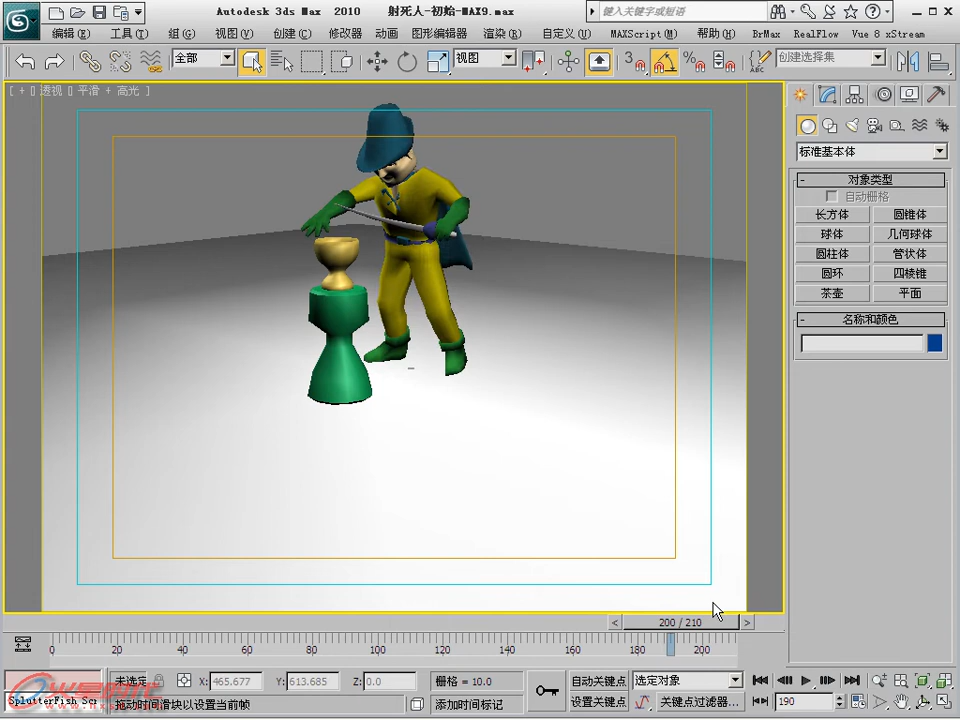 Autodesk 3ds Max 2010 射死人-初始-MAX9.max
键入关键字或短语
编辑(E) 工具(T) 组(G) 视图(V) 创建(C) 修改器 动画 图形编辑器 渲染(R) 自定义(U) MAXScript(M) 帮助(H) BrMax RealFlow Vue 8 xStream
全部 视图 3 % ABC 创建选择集
[ + [] 透视 [] 平滑 + 高光 ]
标准基本体
- 对象类型
自动栅格
长方体 圆锥体
球体 几何球体
圆柱体 管状体
圆环 四棱锥
茶壶 平面
- 名称和颜色
< 200 / 210 >
0 20 40 60 80 100 120 140 160 180 200
未选定 X: 465.677 Y: 613.685 Z: 0.0 栅格 = 10.0 自动关键点 选定对象
SplutterFish Scr 拖动时间滑块以设置当前帧 添加时间标记 设置关键点 关键点过滤器... 190
火星时代